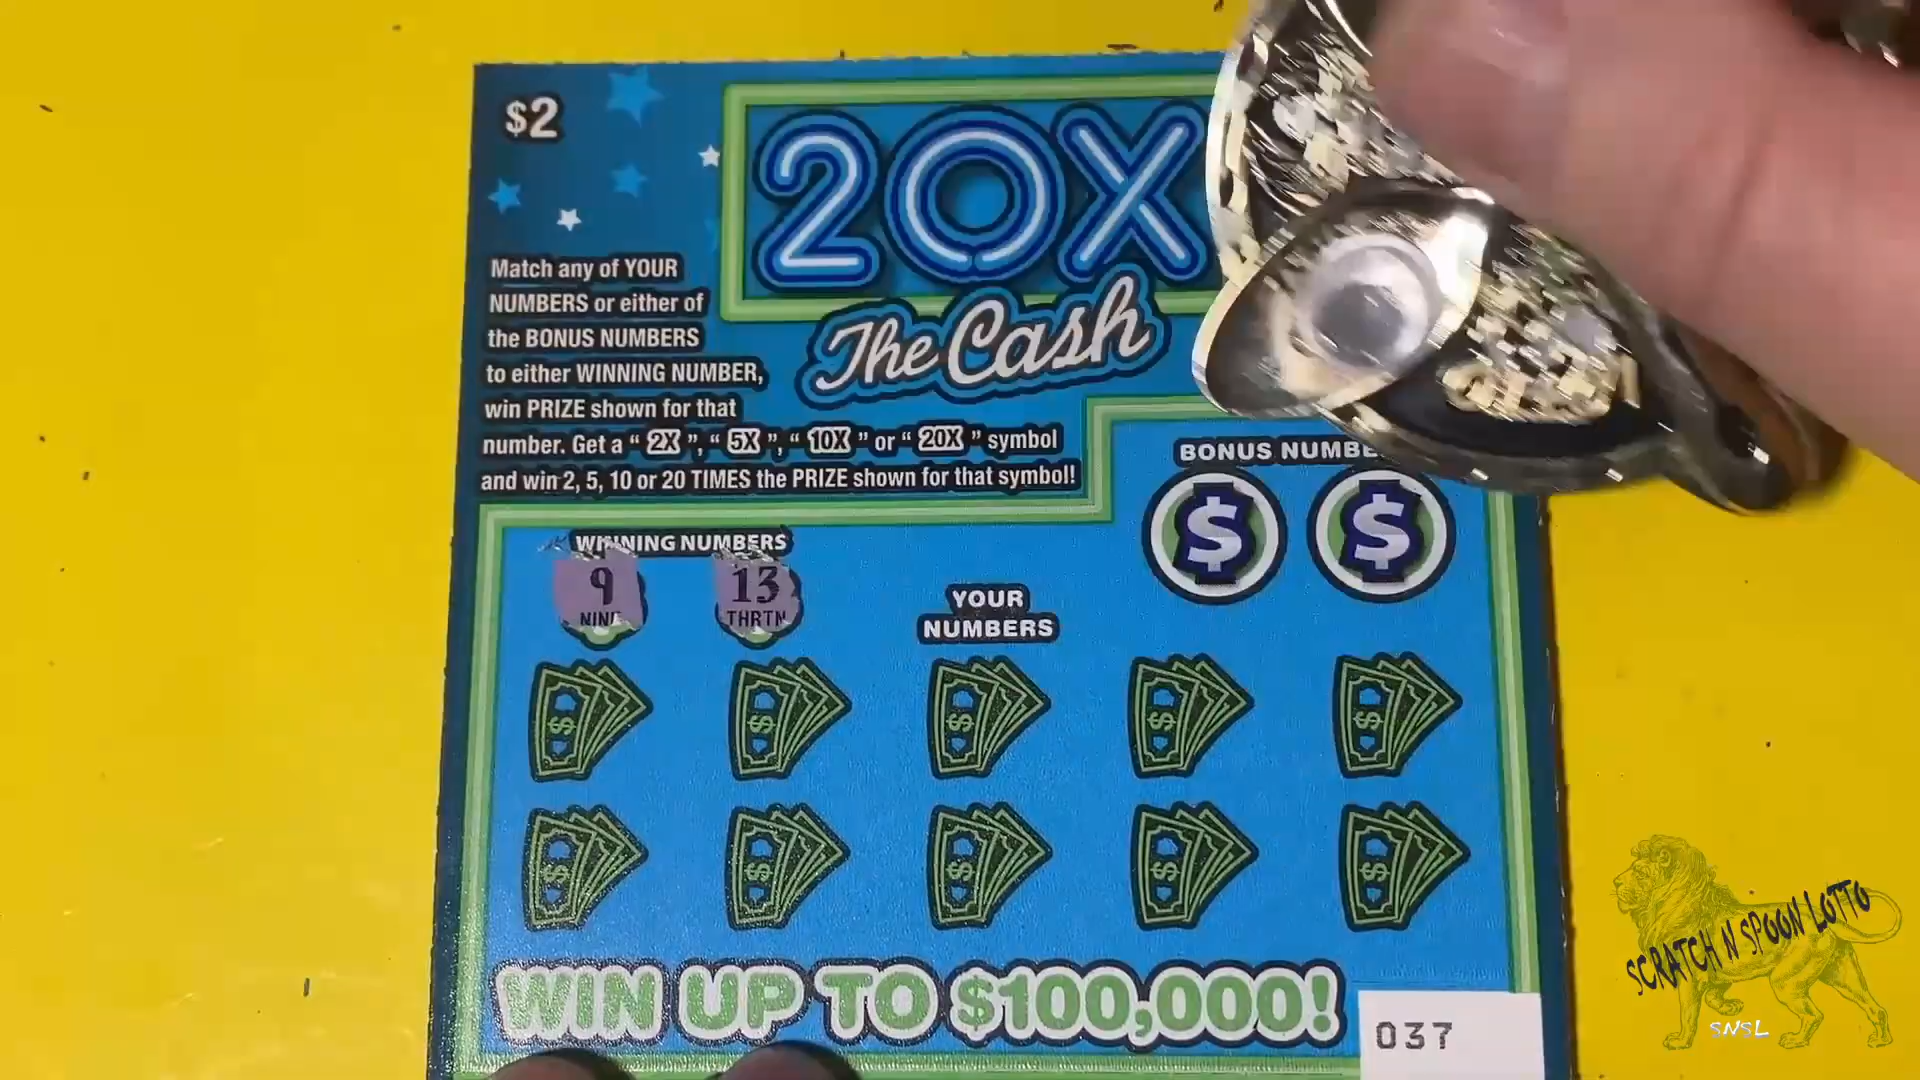 $2
20X
The Cash
Match any of YOUR
NUMBERS or either of
the BONUS NUMBERS
to either WINNING NUMBER,
win PRIZE shown for that
number. Get a “ 2X ”, “ 5X ”, “ 10X ” or “ 20X ” symbol
and win 2, 5, 10 or 20 TIMES the PRIZE shown for that symbol!
BONUS
$ $
WINNING NUMBERS
9 13
NINE THRTN
YOUR
NUMBERS
$ $ $ $ $
$ $ $ $ $
WIN UP TO $100,000!
037
SCRATCH N SPOON LOTTO
SNSL